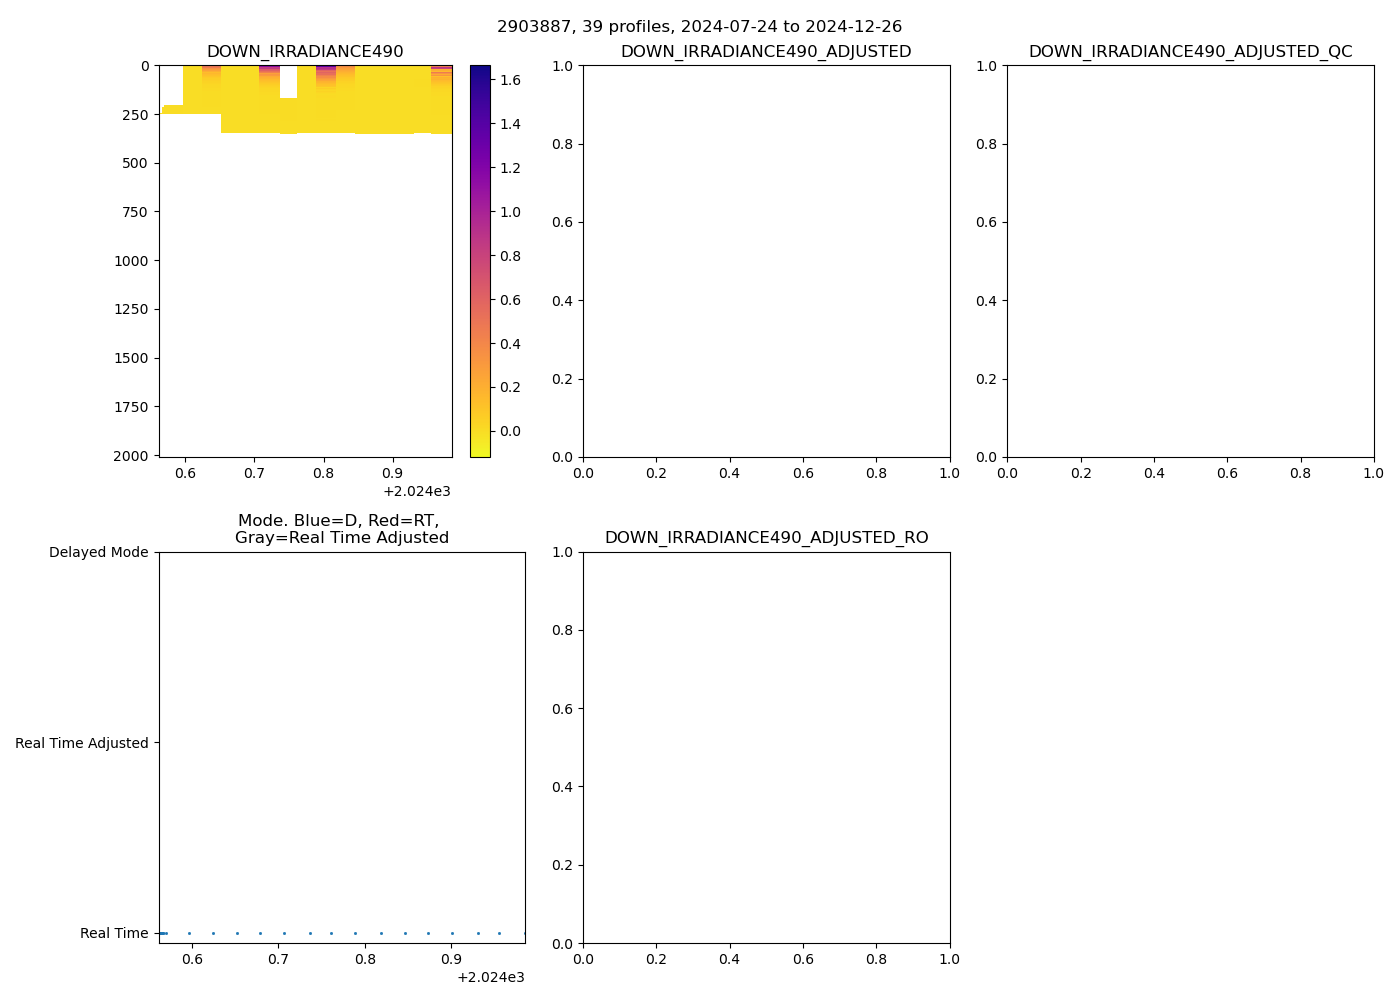 2903887, 39 profiles, 2024-07-24 to 2024-12-26
DOWN_IRRADIANCE490
0
250
500
750
1000
1250
1500
1750
2000
0.6 0.7 0.8 0.9
+2.024e3
1.6
1.4
1.2
1.0
0.8
0.6
0.4
0.2
0.0
DOWN_IRRADIANCE490_ADJUSTED
1.0
0.8
0.6
0.4
0.2
0.0
0.0 0.2 0.4 0.6 0.8 1.0
DOWN_IRRADIANCE490_ADJUSTED_QC
1.0
0.8
0.6
0.4
0.2
0.0
0.0 0.2 0.4 0.6 0.8 1.0
Mode. Blue=D, Red=RT,
Gray=Real Time Adjusted
Delayed Mode
Real Time Adjusted
Real Time
0.6 0.7 0.8 0.9
+2.024e3
DOWN_IRRADIANCE490_ADJUSTED_RO
1.0
0.8
0.6
0.4
0.2
0.0
0.0 0.2 0.4 0.6 0.8 1.0